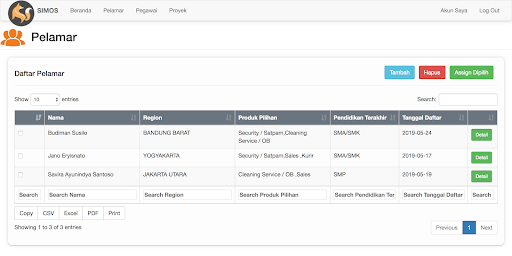 SIMOS Beranda Pelamar Pegawai Proyek Akun Saya Log Out
Pelamar
Daftar Pelamar Tambah Hapus Assign Dipilih
Show 10 entries Search:
Nama Region Produk Pilihan Pendidikan Terakhir Tanggal Daftar
Budiman Susilo BANDUNG BARAT Security / Satpam,Clearing SMA/SMK 2019-05-24 Detail
Service / OB
Jano Eryisnato YOGYAKARTA Security / Satpam,Sales ,Kurir SMA/SMK 2019-05-17 Detail
Savira Ayunindya Santoso JAKARTA UTARA Cleaning Service / OB ,Sales SMP 2019-05-19 Detail
Search Search Nama Search Region Search Produk Pilihan Search Pendidikan Ter Search Tanggal Daftar Search
Copy CSV Excel PDF Print
Showing 1 to 3 of 3 entries Previous 1 Next